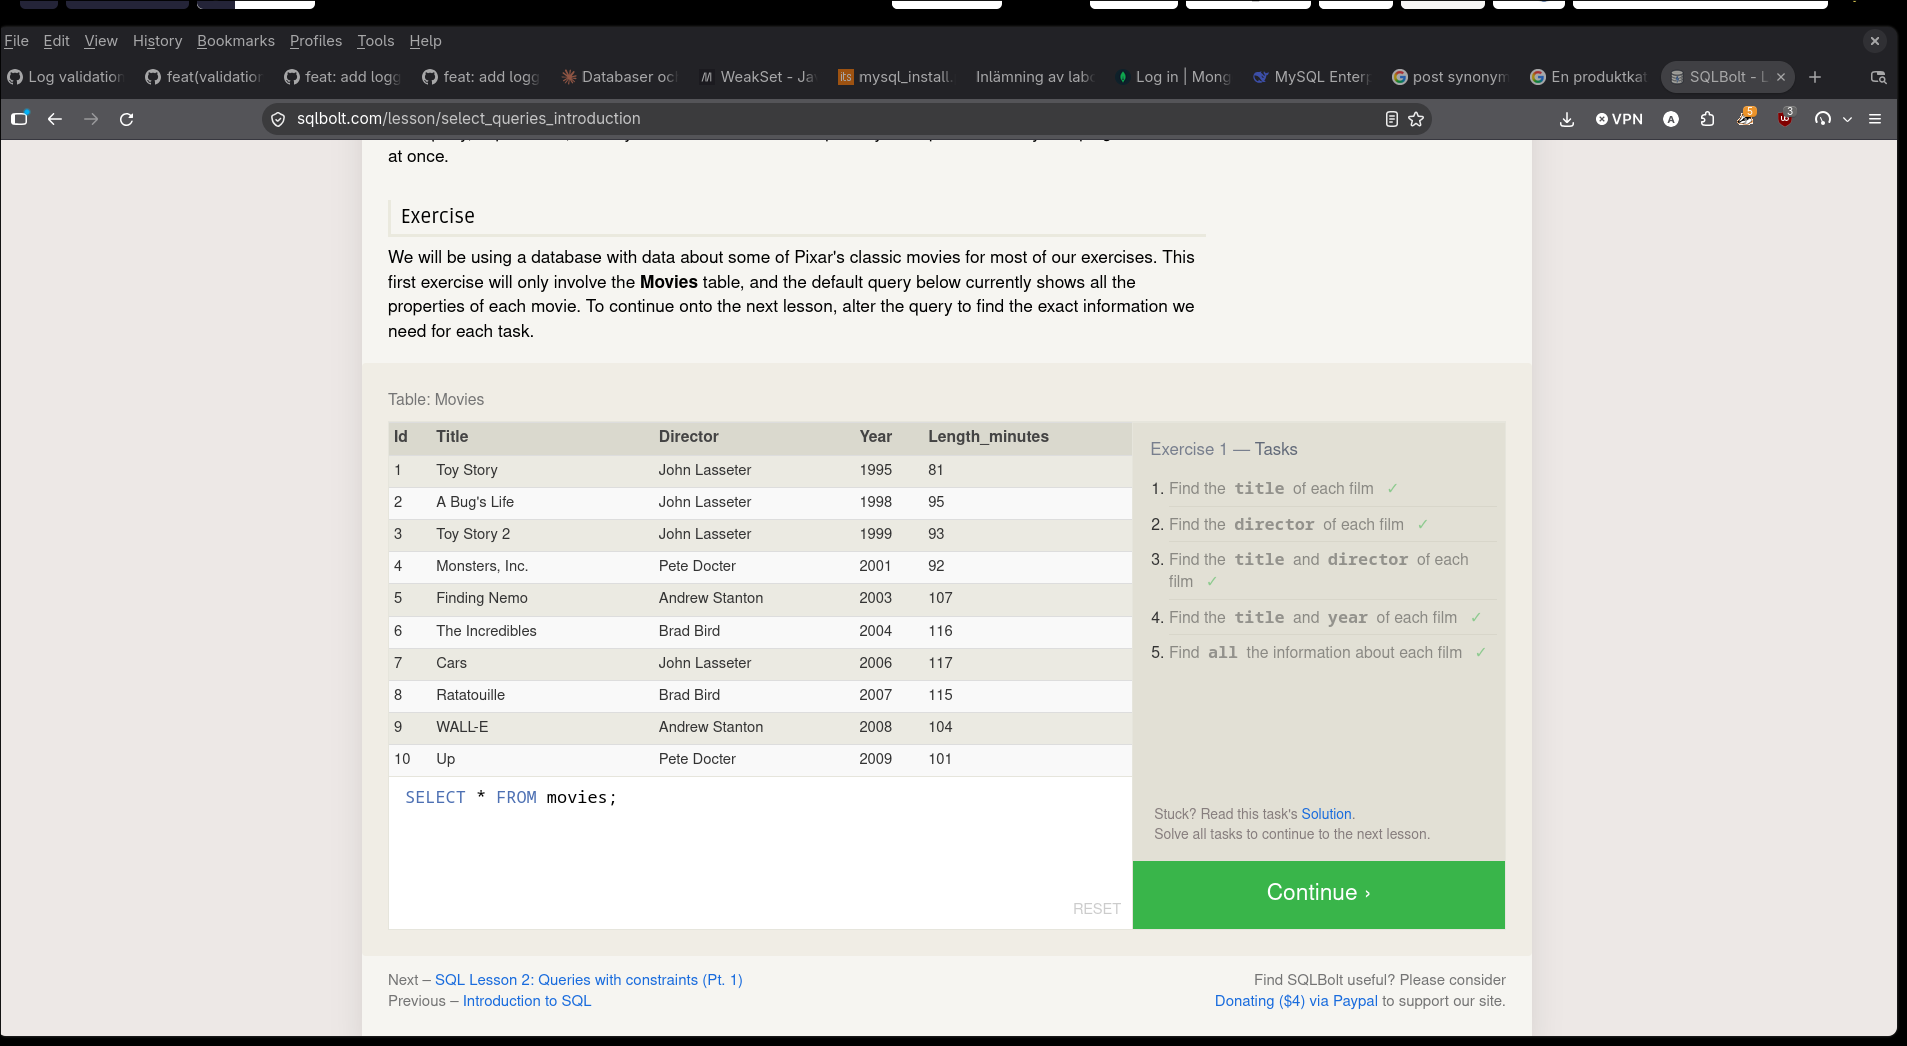 File Edit View History Bookmarks Profiles Tools Help
Log validation feat(validation feat: add logg feat: add logg Databaser oc WeakSet - Ja mysql_install. Inlämning av labo Log in | Mong MySQL Enterp post synonym En produktkat SQLBolt - L
sqlbolt.com/lesson/select_queries_introduction VPN A 5 3
at once.
Exercise
We will be using a database with data about some of Pixar's classic movies for most of our exercises. This
first exercise will only involve the Movies table, and the default query below currently shows all the
properties of each movie. To continue onto the next lesson, alter the query to find the exact information we
need for each task.
Table: Movies
Id Title Director Year Length_minutes
1 Toy Story John Lasseter 1995 81
2 A Bug's Life John Lasseter 1998 95
3 Toy Story 2 John Lasseter 1999 93
4 Monsters, Inc. Pete Docter 2001 92
5 Finding Nemo Andrew Stanton 2003 107
6 The Incredibles Brad Bird 2004 116
7 Cars John Lasseter 2006 117
8 Ratatouille Brad Bird 2007 115
9 WALL-E Andrew Stanton 2008 104
10 Up Pete Docter 2009 101
SELECT * FROM movies;
RESET
Exercise 1 — Tasks
1. Find the title of each film ✓
2. Find the director of each film ✓
3. Find the title and director of each
film ✓
4. Find the title and year of each film ✓
5. Find all the information about each film ✓
Stuck? Read this task's Solution.
Solve all tasks to continue to the next lesson.
Continue ›
Next – SQL Lesson 2: Queries with constraints (Pt. 1)
Previous – Introduction to SQL
Find SQLBolt useful? Please consider
Donating ($4) via Paypal to support our site.